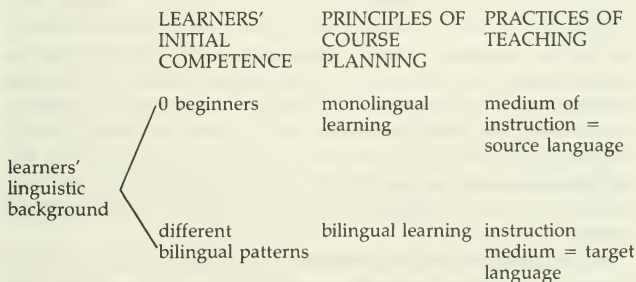 LEARNERS' INITIAL COMPETENCE
PRINCIPLES OF COURSE PLANNING
PRACTICES OF TEACHING
learners' linguistic background
0 beginners
monolingual learning
medium of instruction = source language
different bilingual patterns
bilingual learning
instruction medium = target language